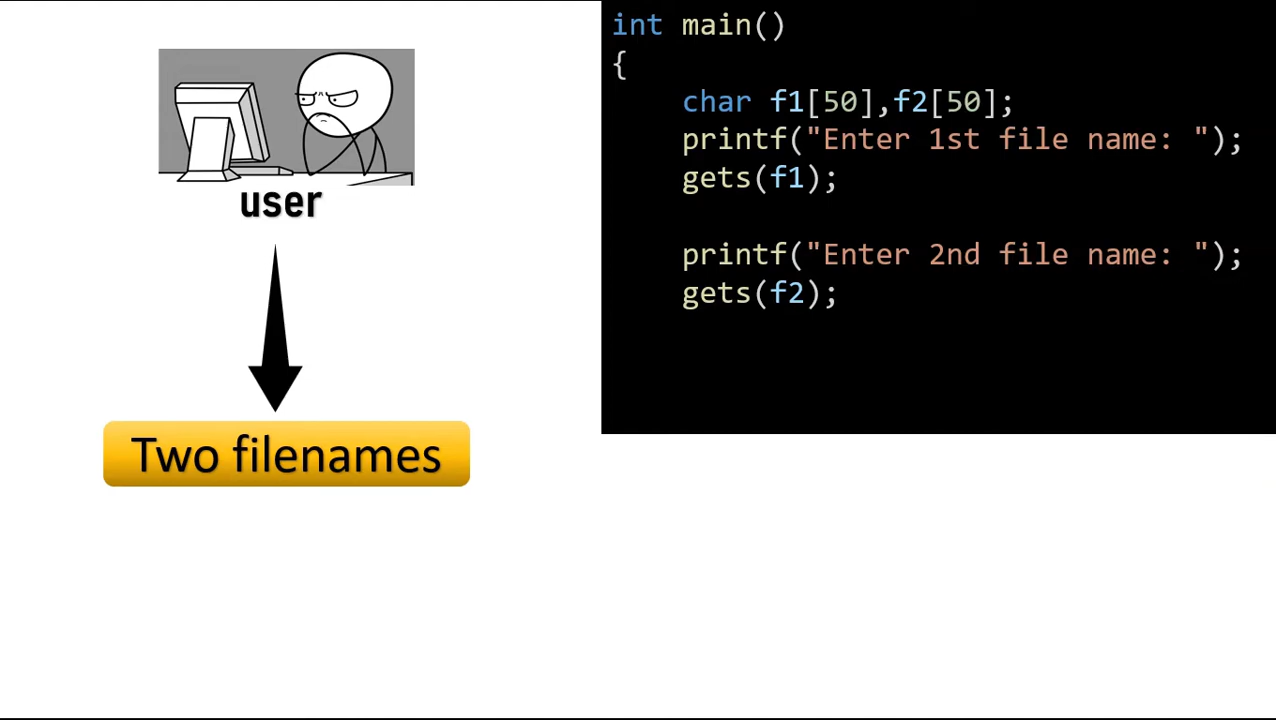 user
Two filenames
int main()
{
char f1[50],f2[50];
printf("Enter 1st file name: ");
gets(f1);
printf("Enter 2nd file name: ");
gets(f2);